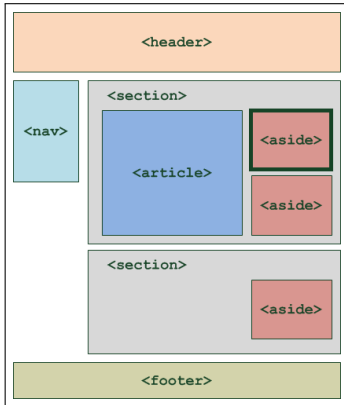 <header>
<nav>
<section>
<article>
<aside>
<aside>
<section>
<aside>
<footer>